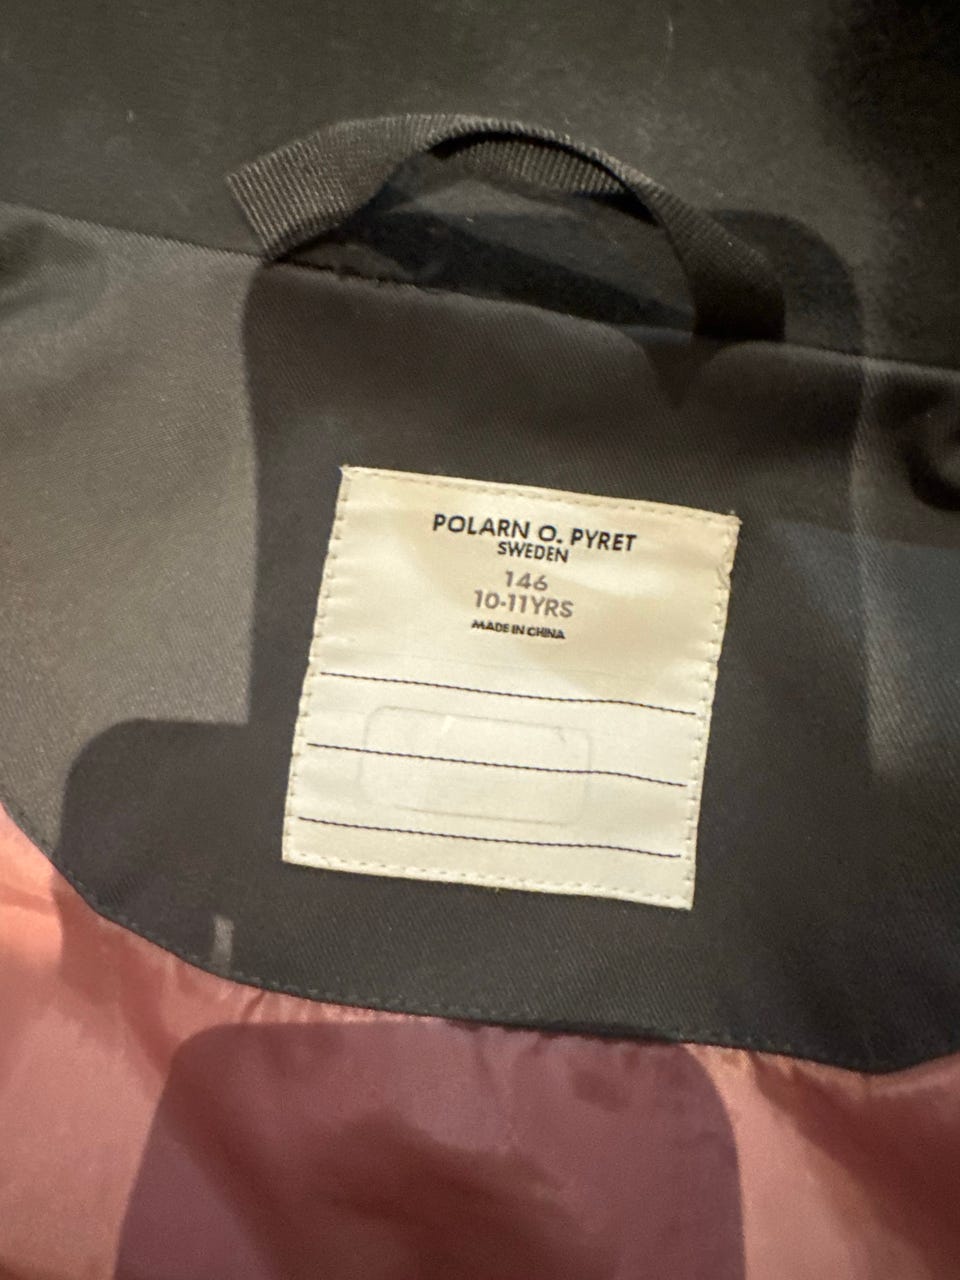 POLARN O. PYRET
SWEDEN
146
10-11YRS
MADE IN CHINA